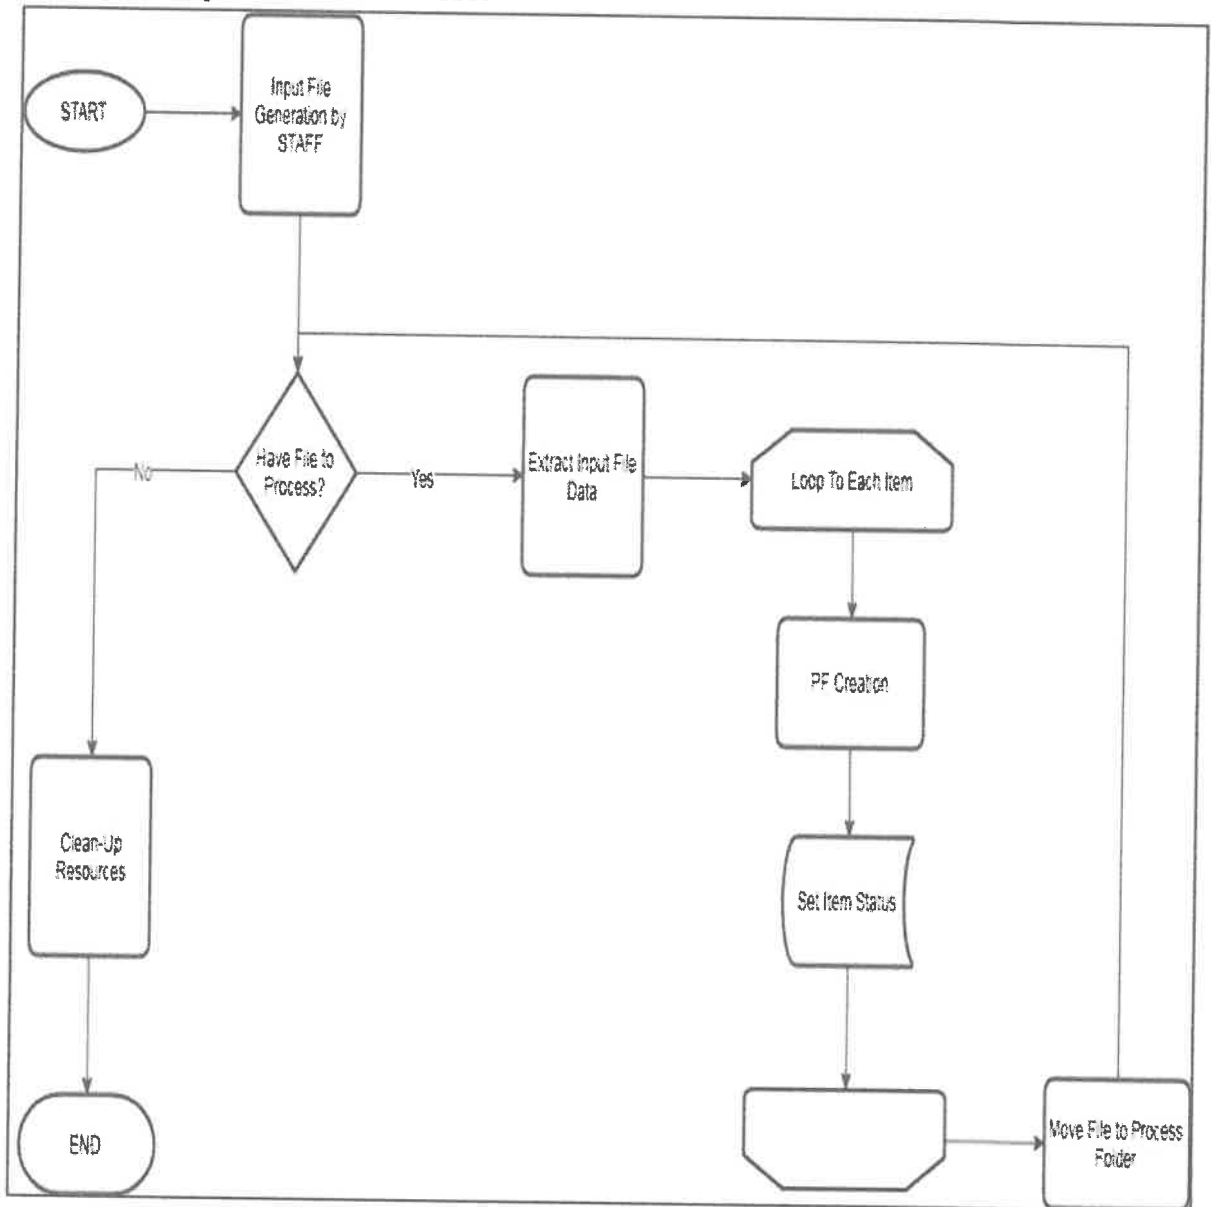 START
Input File
Generation by
STAFF
Have File to
Process?
No
Yes
Extract Input File
Data
Loop To Each Item
PF Creation
Set Item Status
Clean-Up
Resources
END
Move File to Process
Folder